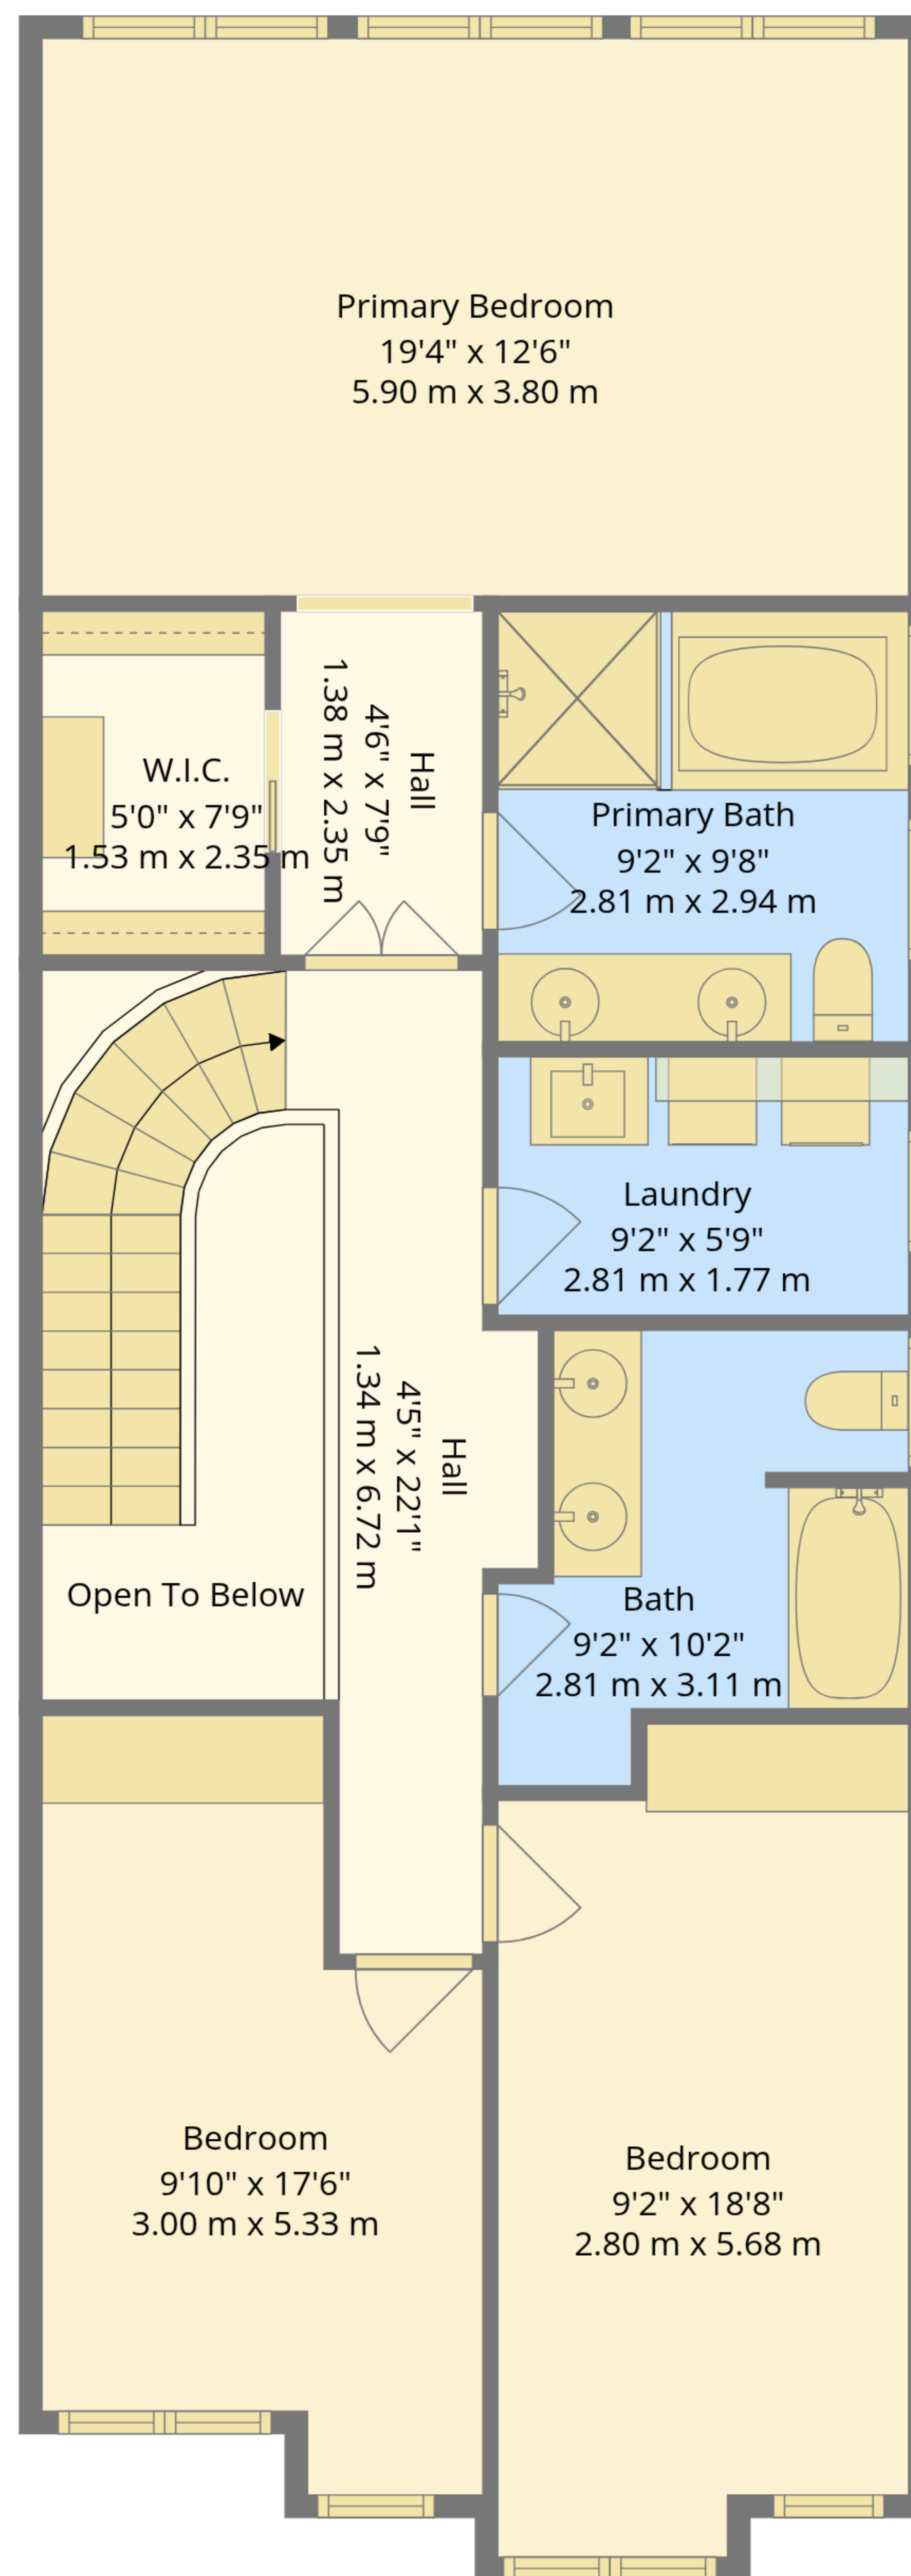 Primary Bedroom
19'4" x 12'6"
5.90 m x 3.80 m
W.I.C.
5'0" x 7'9"
1.53 m x 2.35 m
Hall
4'6" x 7'9"
1.38 m x 2.35 m
Primary Bath
9'2" x 9'8"
2.81 m x 2.94 m
Laundry
9'2" x 5'9"
2.81 m x 1.77 m
Hall
4'5" x 22'1"
1.34 m x 6.72 m
Open To Below
Bath
9'2" x 10'2"
2.81 m x 3.11 m
Bedroom
9'10" x 17'6"
3.00 m x 5.33 m
Bedroom
9'2" x 18'8"
2.80 m x 5.68 m